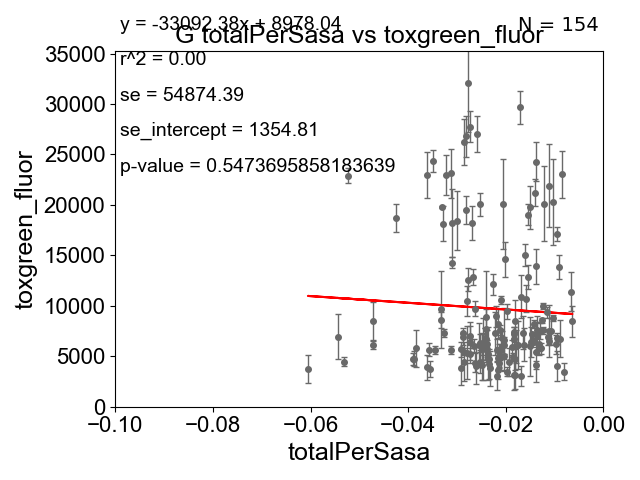 y = -33092.38x + 8978.04
N = 154
G totalPerSasa vs toxgreen_fluor
r^2 = 0.00
se = 54874.39
se_intercept = 1354.81
p-value = 0.5473695858183639
35000
30000
25000
20000
15000
10000
5000
0
toxgreen_fluor
−0.10 −0.08 −0.06 −0.04 −0.02 0.00
totalPerSasa